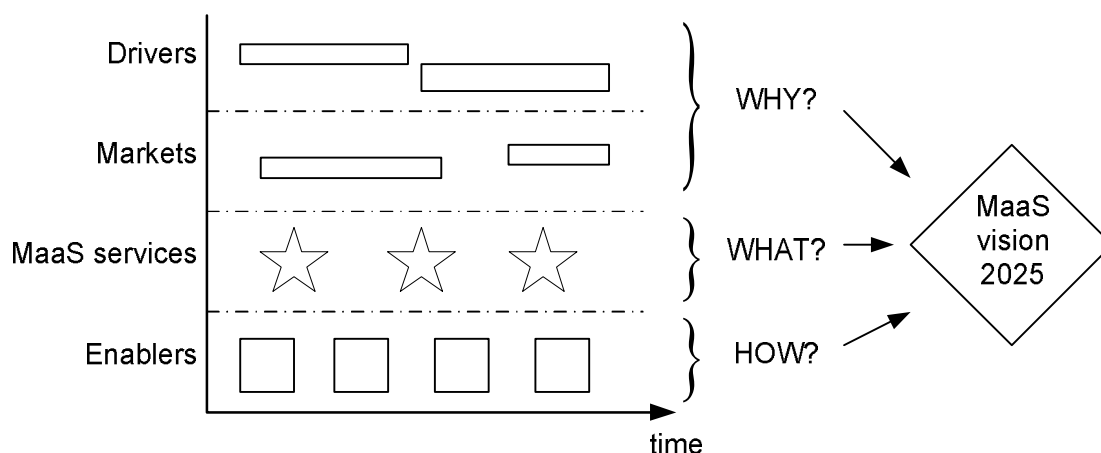 Drivers
Markets
MaaS services
Enablers
time
WHY?
WHAT?
HOW?
MaaS
vision
2025